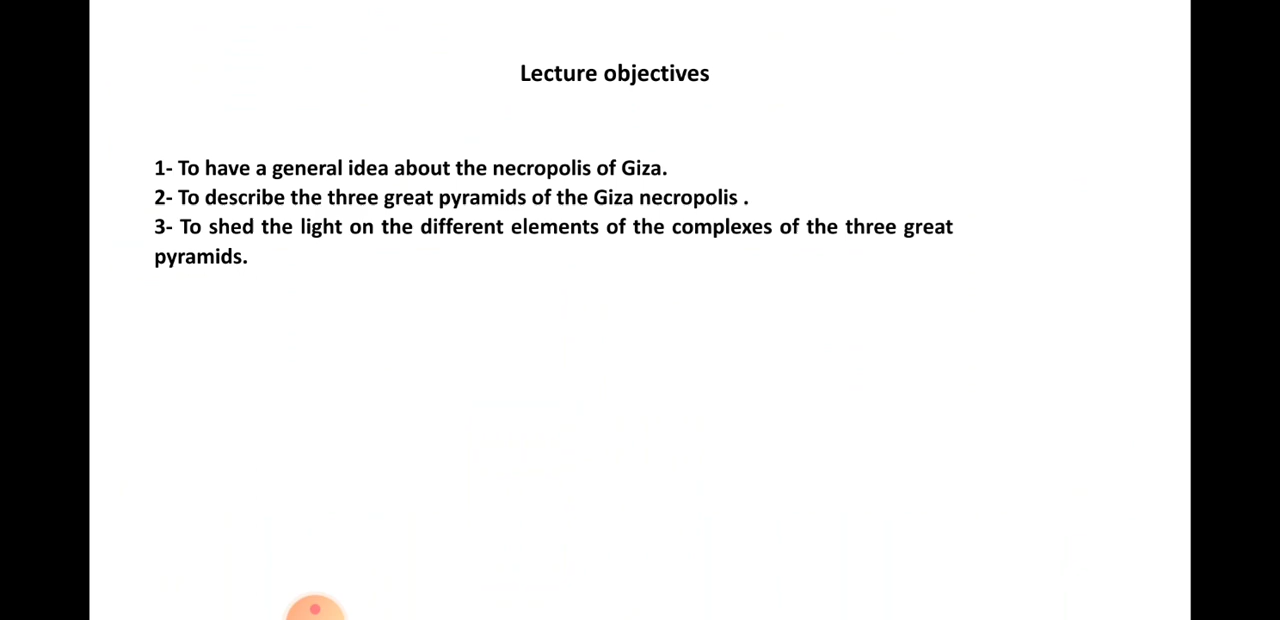 Lecture objectives
1- To have a general idea about the necropolis of Giza.
2- To describe the three great pyramids of the Giza necropolis .
3- To shed the light on the different elements of the complexes of the three great
pyramids.